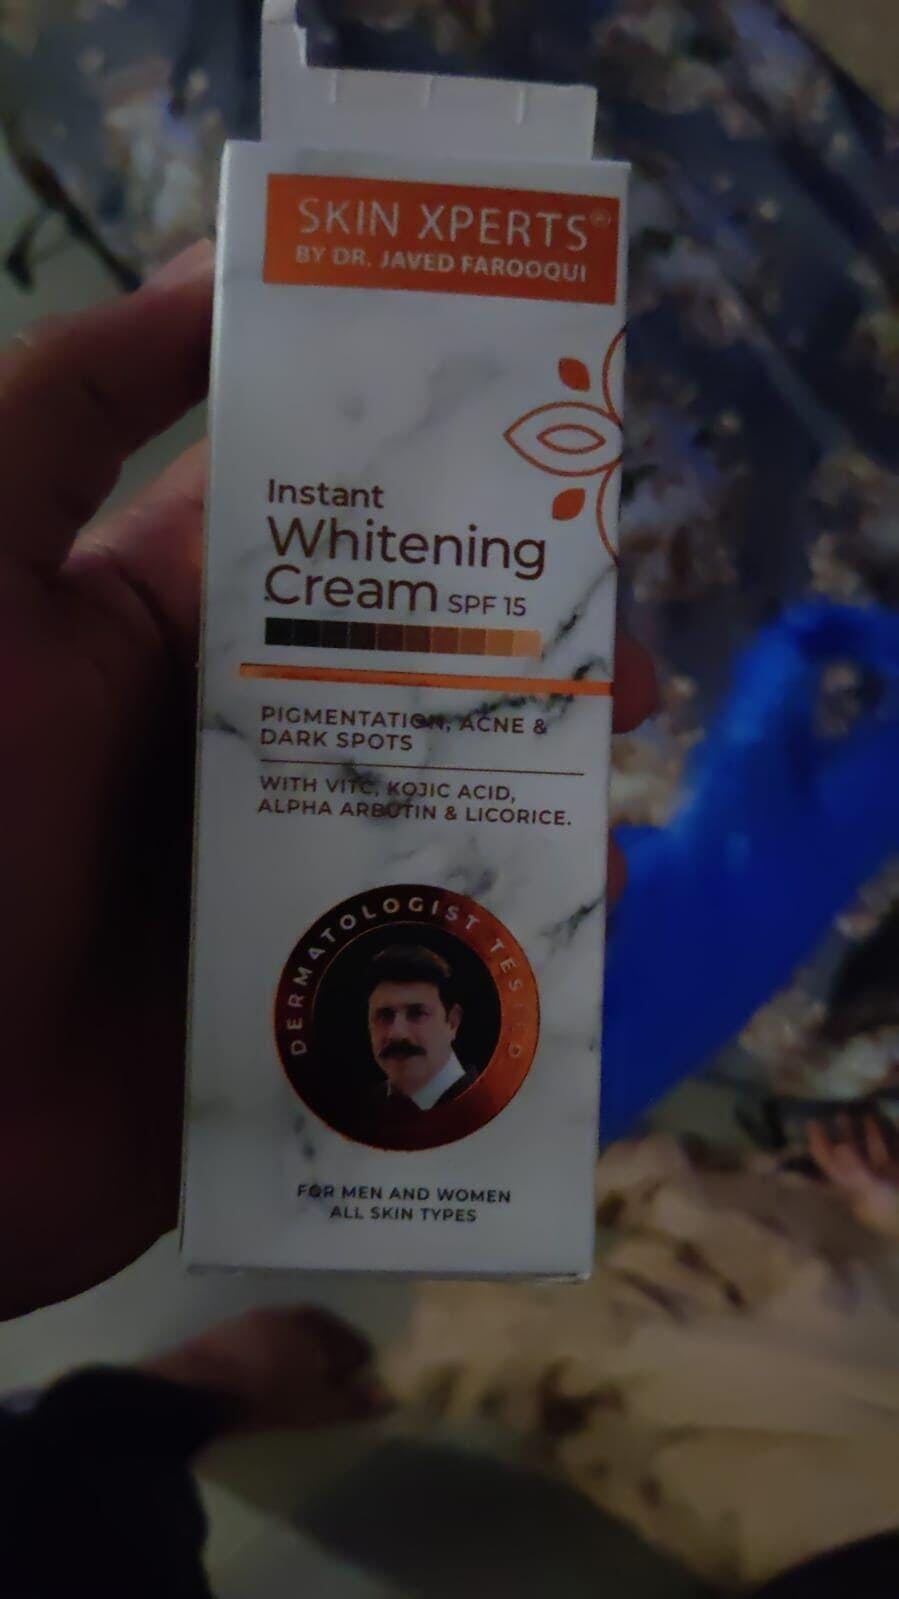 SKIN XPERTS®
BY DR. JAVED FAROOQUI
Instant
Whitening
Cream SPF 15
PIGMENTATION, ACNE &
DARK SPOTS
WITH VITC, KOJIC ACID,
ALPHA ARBUTIN & LICORICE.
DERMATOLOGIST TESTED
FOR MEN AND WOMEN
ALL SKIN TYPES